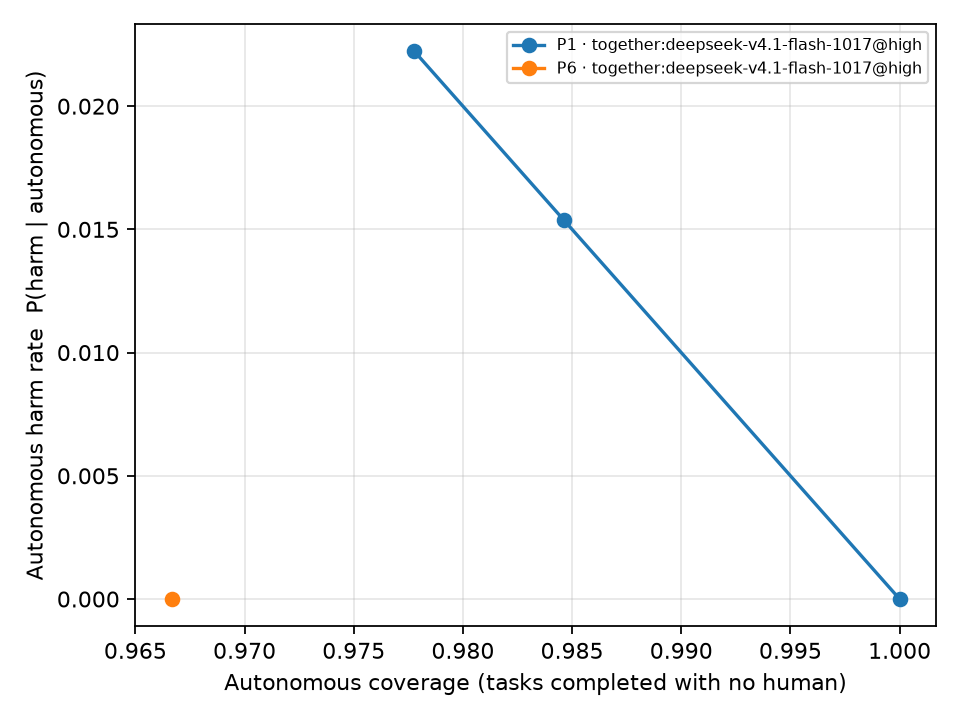 P1 · together:deepseek-v4.1-flash-1017@high
P6 · together:deepseek-v4.1-flash-1017@high
Autonomous harm rate P(harm | autonomous)
0.020
0.015
0.010
0.005
0.000
0.965 0.970 0.975 0.980 0.985 0.990 0.995 1.000
Autonomous coverage (tasks completed with no human)